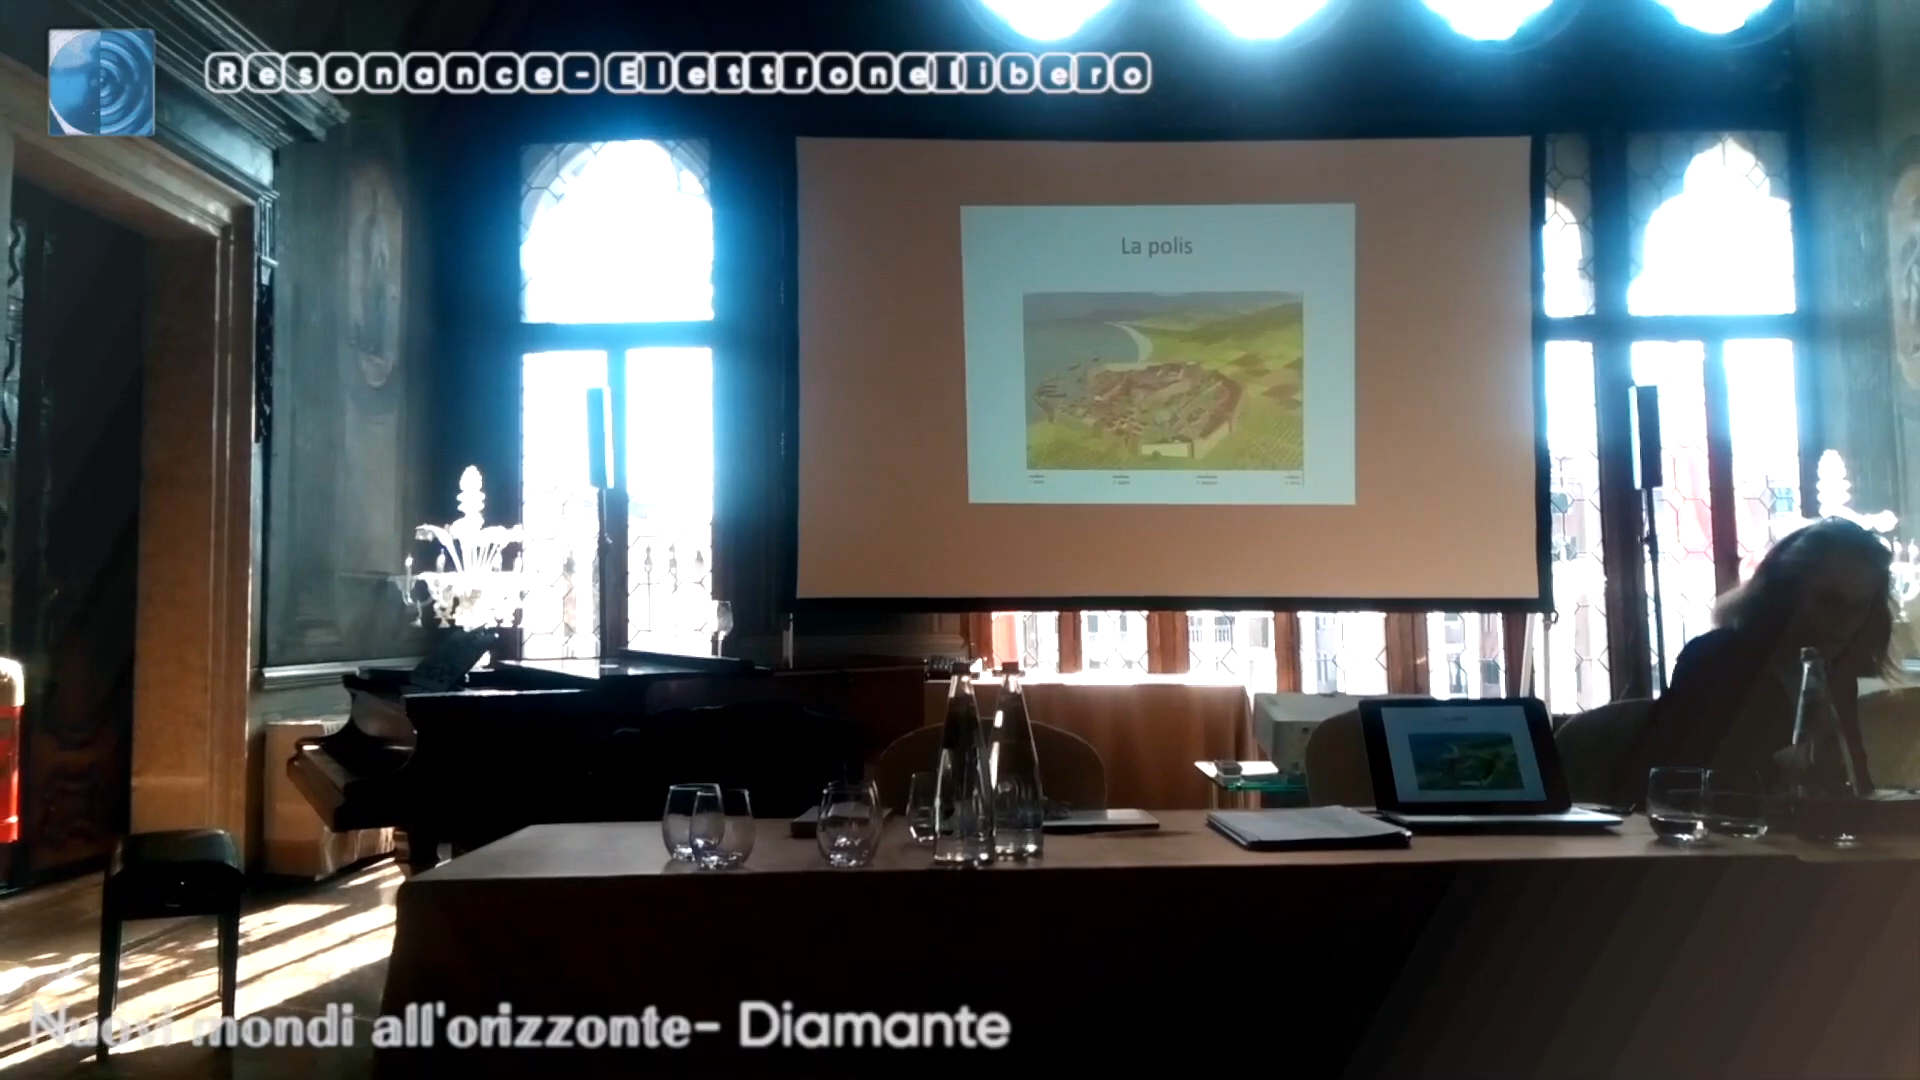 Resonance-Elettronelibero
La polis
Nuovi mondi all'orizzonte- Diamante